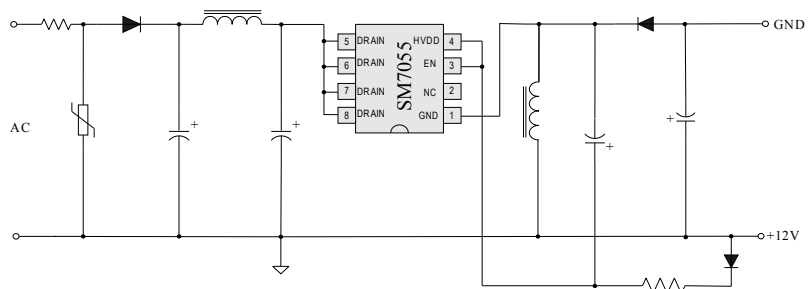 GND
5 DRAIN HVDD 4
6 DRAIN EN 3
7 DRAIN NC 2
8 DRAIN GND 1
SM7055
+
+
+
+
AC
+12V